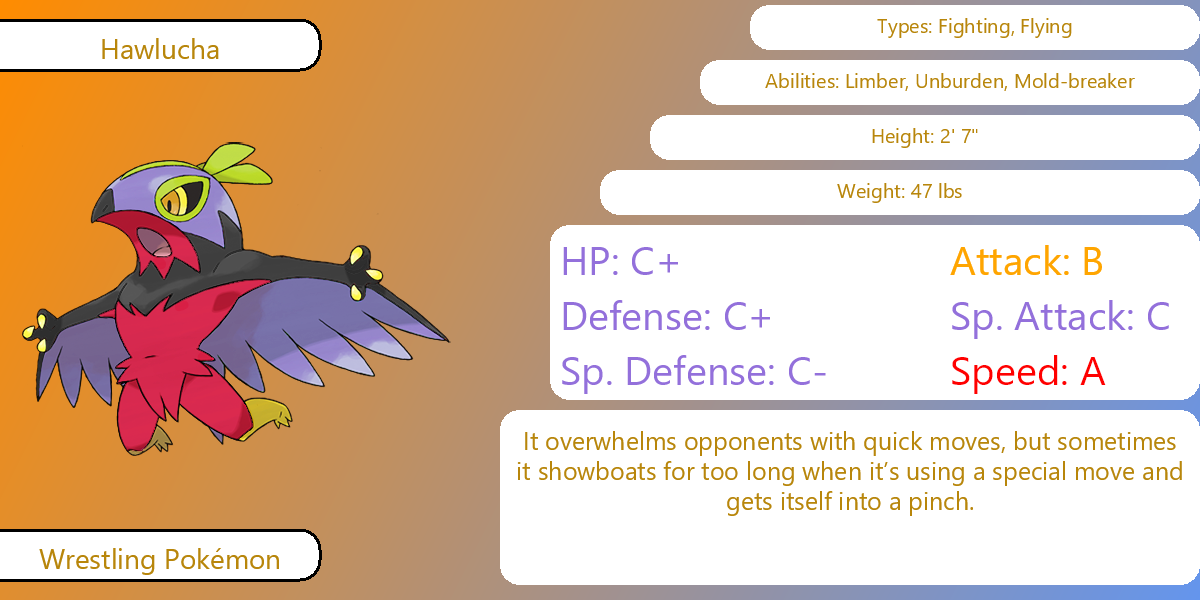 Hawlucha
Types: Fighting, Flying
Abilities: Limber, Unburden, Mold-breaker
Height: 2' 7"
Weight: 47 lbs
HP: C+
Attack: B
Defense: C+
Sp. Attack: C
Sp. Defense: C-
Speed: A
It overwhelms opponents with quick moves, but sometimes
it showboats for too long when it’s using a special move and
gets itself into a pinch.
Wrestling Pokémon